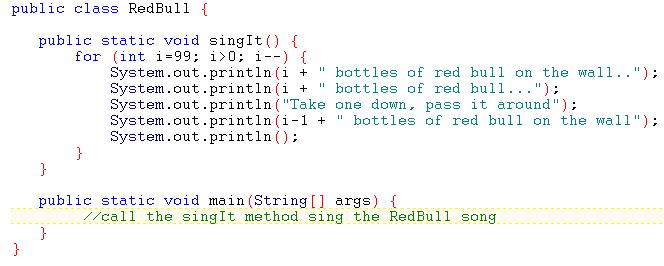 public class RedBull {
public static void singIt() {
for (int i=99; i>0; i--) {
System.out.println(i + " bottles of red bull on the wall..");
System.out.println(i + " bottles of red bull...");
System.out.println("Take one down, pass it around");
System.out.println(i-1 + " bottles of red bull on the wall");
System.out.println();
}
}
public static void main(String[] args) {
//call the singIt method sing the RedBull song
}
}